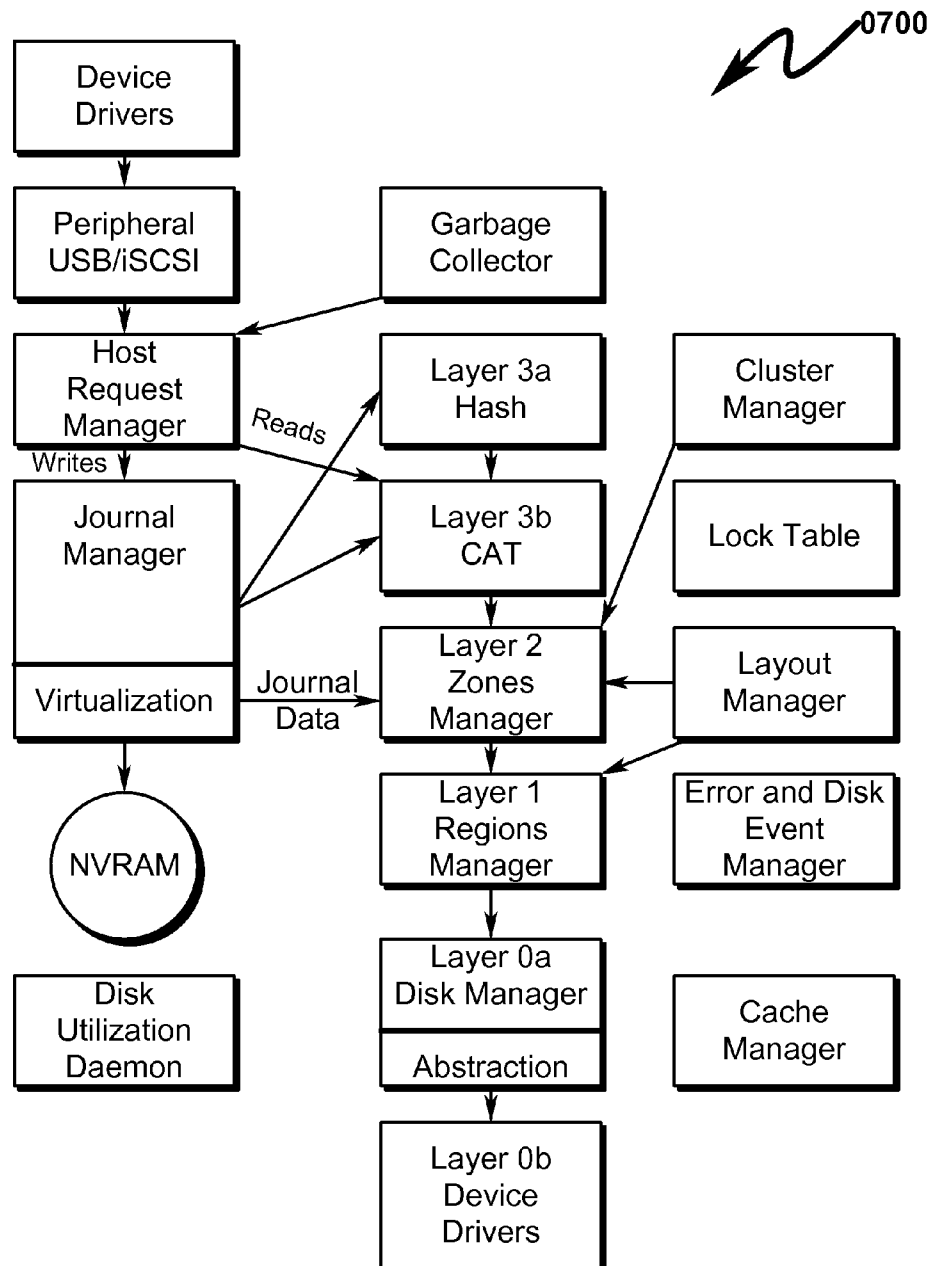 0700
Device
Drivers
Peripheral
USB/iSCSI
Garbage
Collector
Host
Request
Manager
Reads
Writes
Layer 3a
Hash
Cluster
Manager
Journal
Manager
Layer 3b
CAT
Lock Table
Virtualization
Journal
Data
Layer 2
Zones
Manager
Layout
Manager
NVRAM
Layer 1
Regions
Manager
Error and Disk
Event
Manager
Disk
Utilization
Daemon
Layer 0a
Disk Manager
Abstraction
Cache
Manager
Layer 0b
Device
Drivers